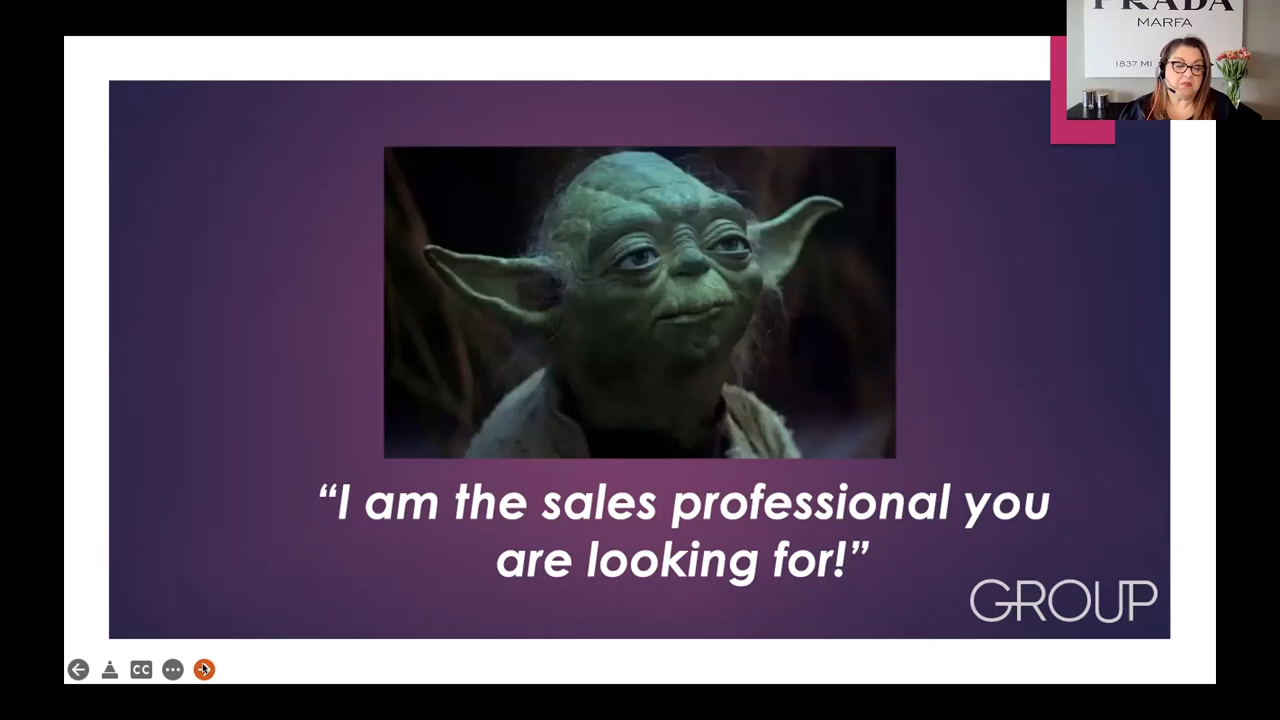 PRADA
MARFA
1837 MI
“I am the sales professional you
are looking for!”
GROUP
CC